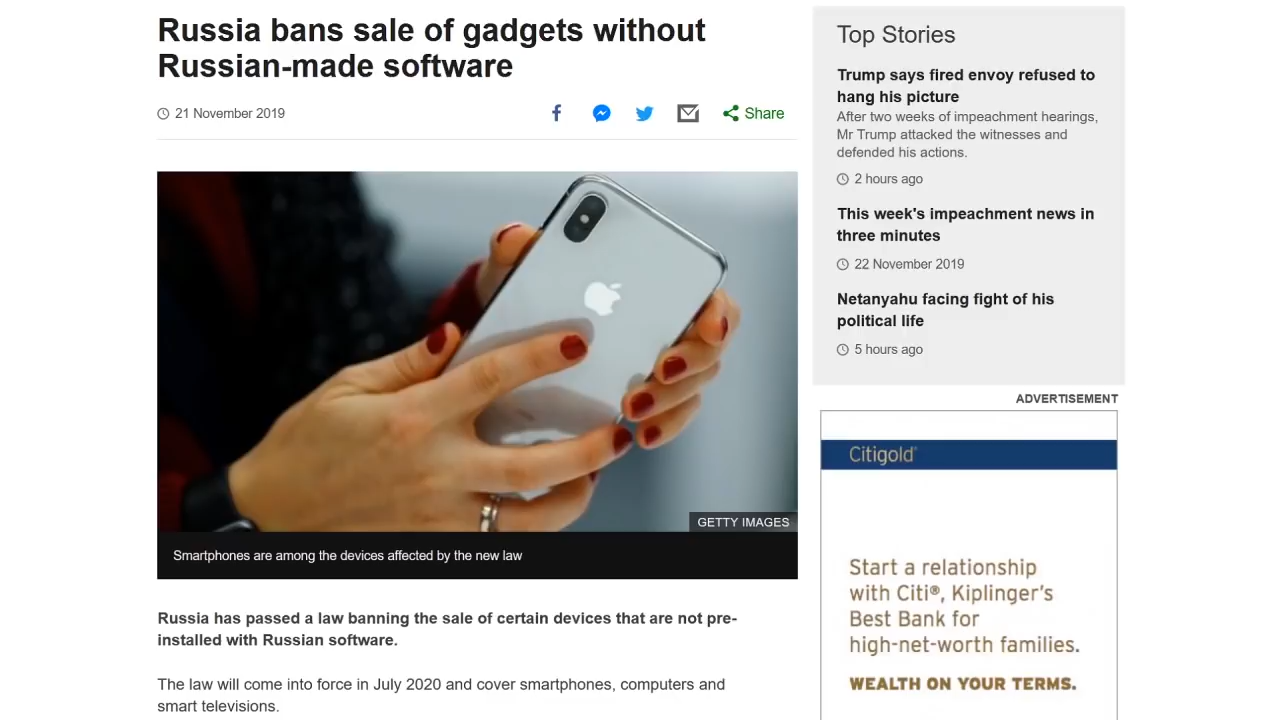 Russia bans sale of gadgets without
Russian-made software
21 November 2019
Share
GETTY IMAGES
Smartphones are among the devices affected by the new law
Russia has passed a law banning the sale of certain devices that are not pre-
installed with Russian software.
The law will come into force in July 2020 and cover smartphones, computers and
smart televisions.
Top Stories
Trump says fired envoy refused to
hang his picture
After two weeks of impeachment hearings,
Mr Trump attacked the witnesses and
defended his actions.
2 hours ago
This week's impeachment news in
three minutes
22 November 2019
Netanyahu facing fight of his
political life
5 hours ago
ADVERTISEMENT
Citigold®
Start a relationship
with Citi®, Kiplinger's
Best Bank for
high-net-worth families.
WEALTH ON YOUR TERMS.